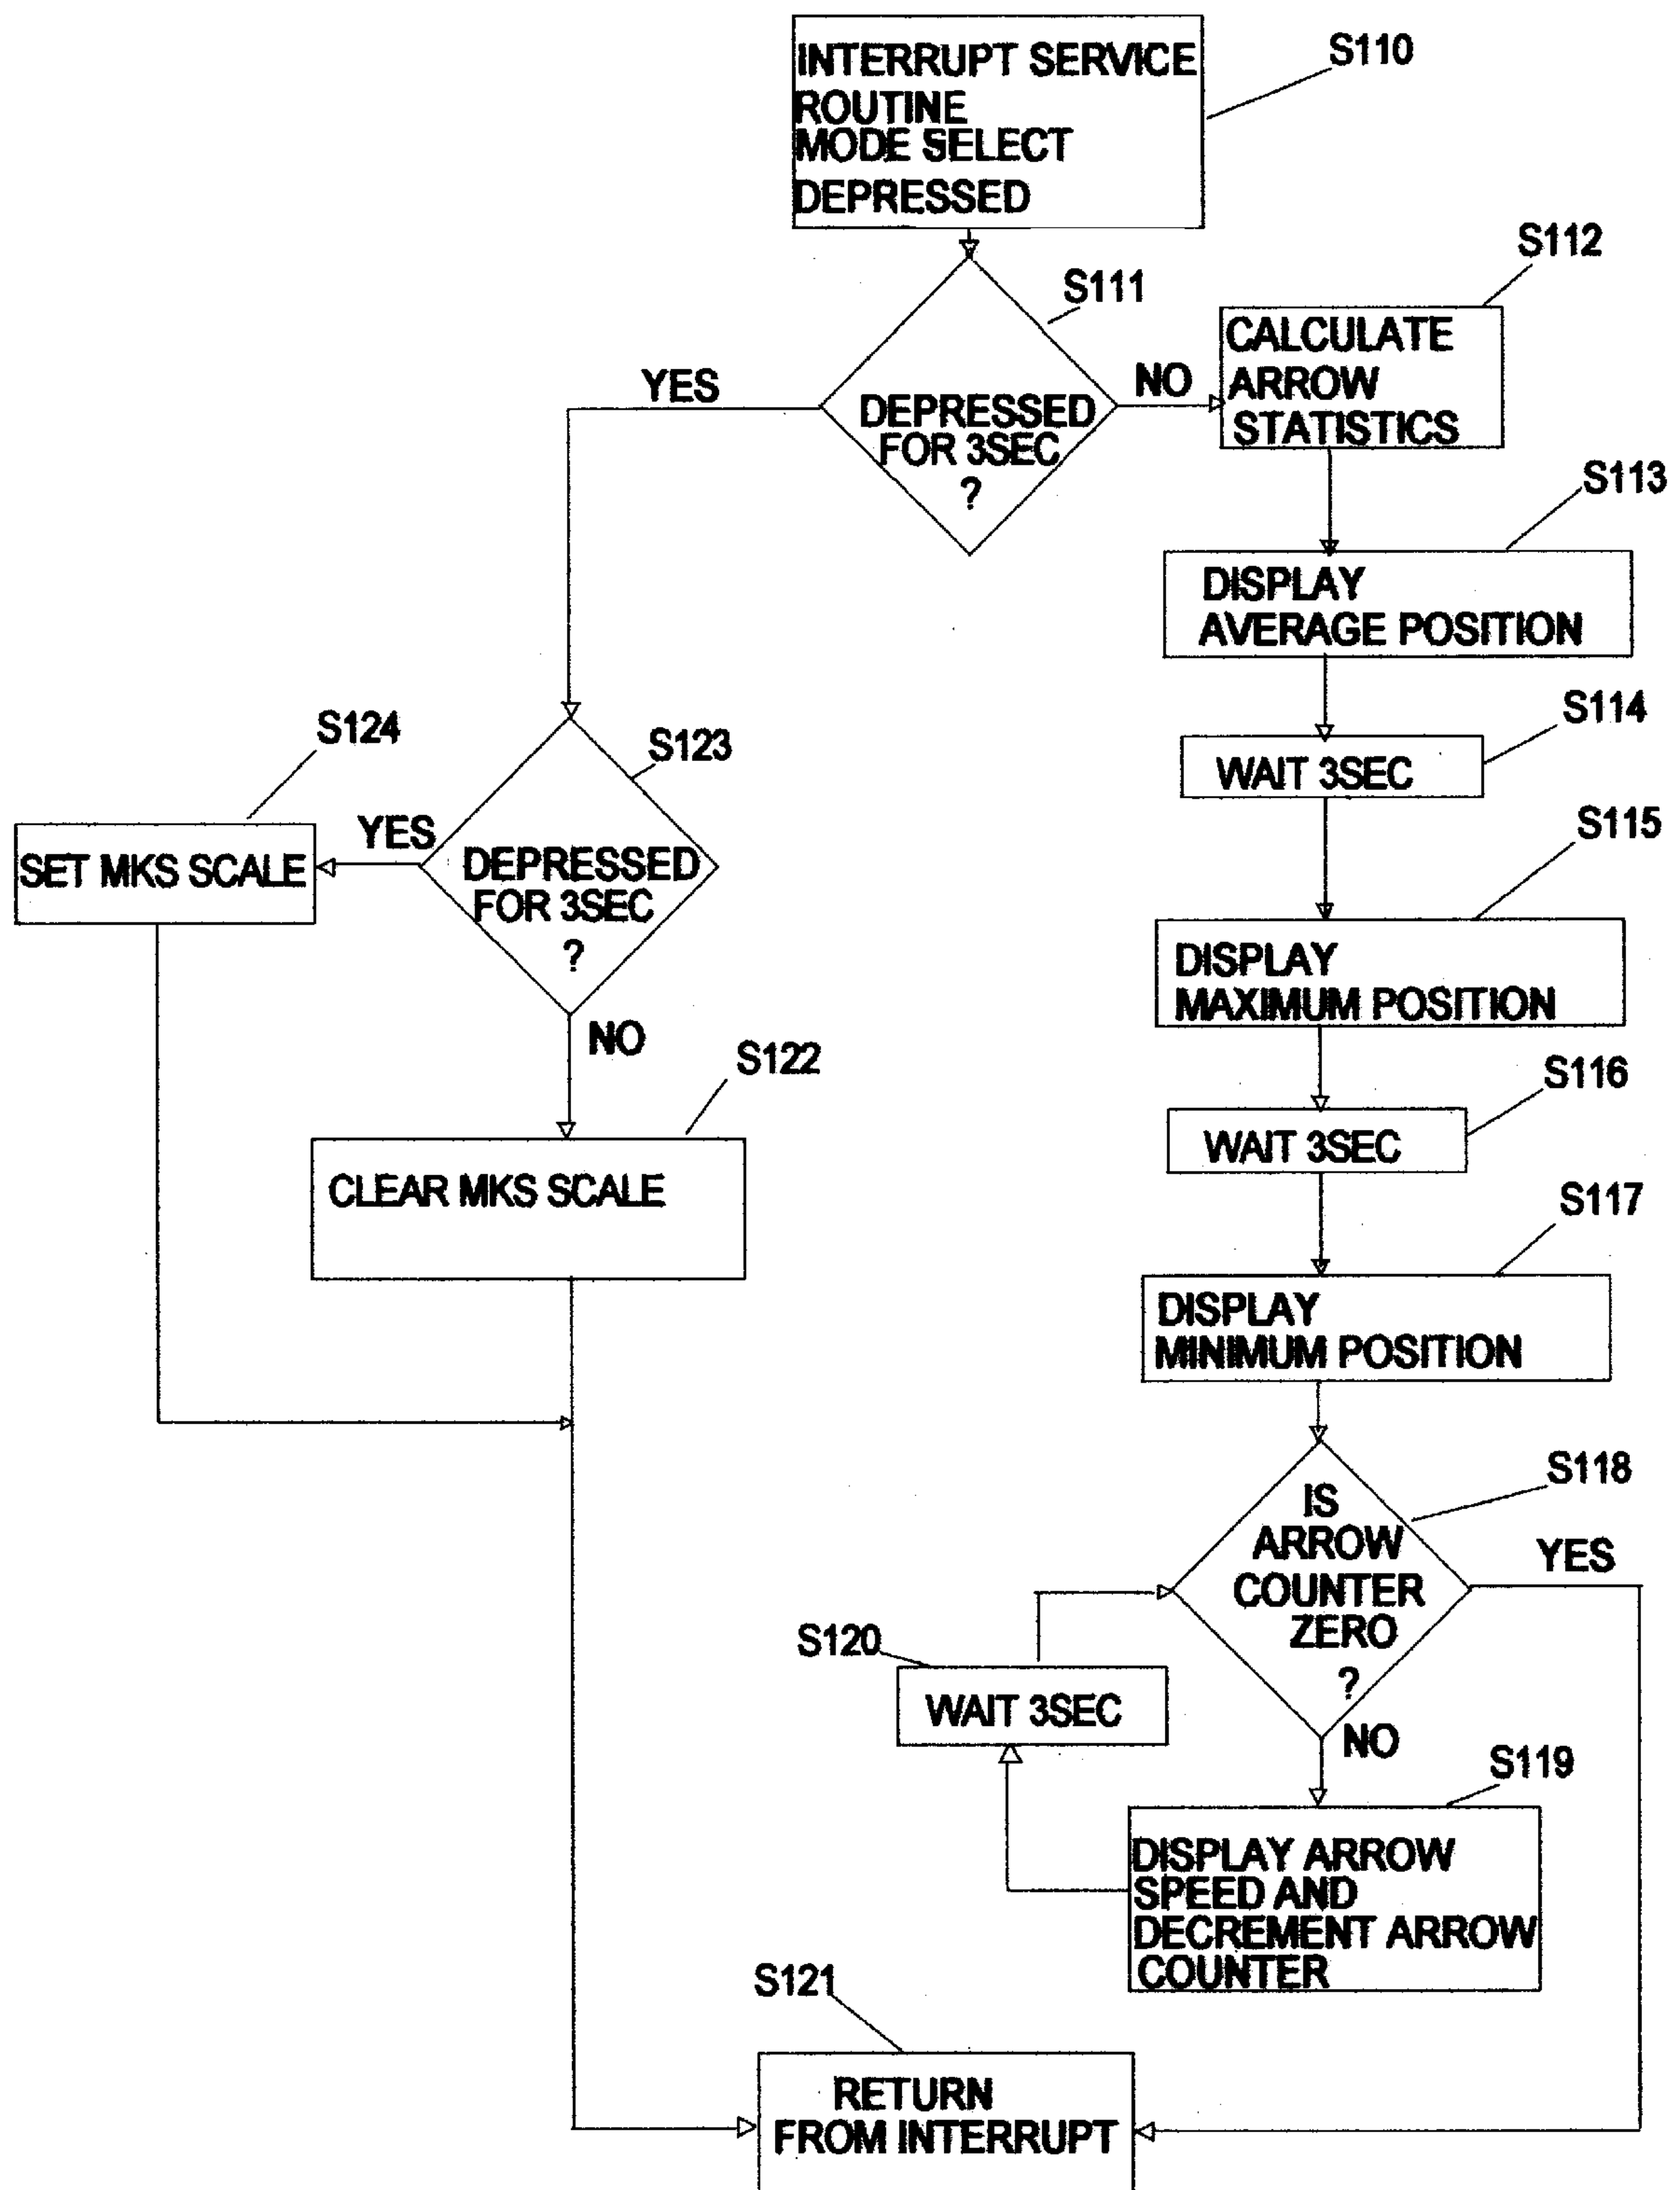 INTERRUPT SERVICE
ROUTINE
MODE SELECT
DEPRESSED
S110
S111
DEPRESSED
FOR 3SEC
?
YES
NO
S112
CALCULATE
ARROW
STATISTICS
S113
DISPLAY
AVERAGE POSITION
S114
WAIT 3SEC
S115
DISPLAY
MAXIMUM POSITION
S116
WAIT 3SEC
S117
DISPLAY
MINIMUM POSITION
S118
IS
ARROW
COUNTER
ZERO
?
YES
NO
S119
DISPLAY ARROW
SPEED AND
DECREMENT ARROW
COUNTER
S120
WAIT 3SEC
S123
DEPRESSED
FOR 3SEC
?
YES
NO
S124
SET MKS SCALE
S122
CLEAR MKS SCALE
S121
RETURN
FROM INTERRUPT